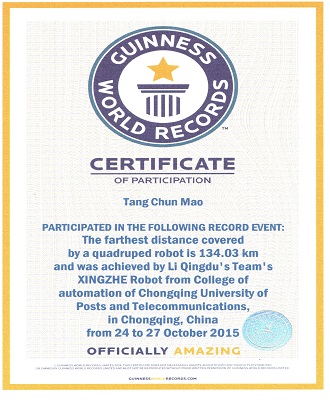 GUINNESS
WORLD RECORDS
TM
CERTIFICATE
OF PARTICIPATION
Tang Chun Mao
PARTICIPATED IN THE FOLLOWING RECORD EVENT:
The farthest distance covered
by a quadruped robot is 134.03 km
and was achieved by Li Qingdu's Team's
XINGZHE Robot from College of
automation of Chongqing University of
Posts and Telecommunications,
in Chongqing, China
from 24 to 27 October 2015
OFFICIALLY AMAZING
GUINNESSWORLDRECORDS.COM